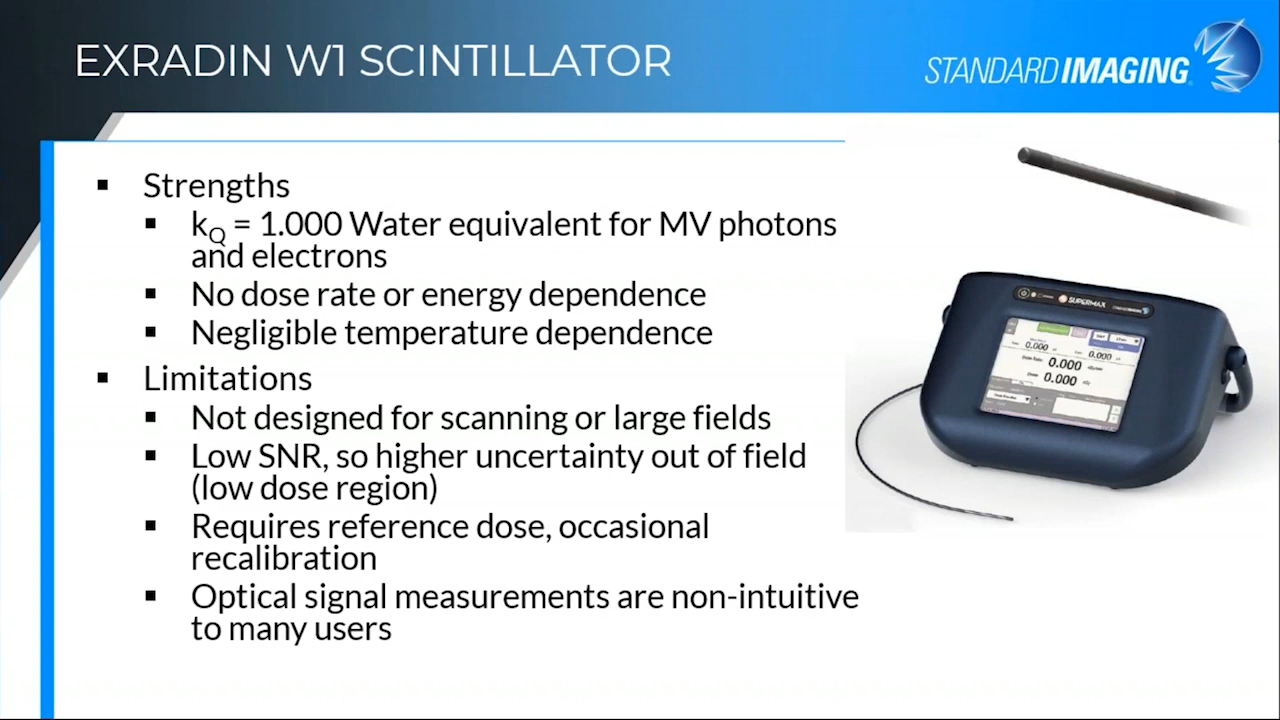 EXRADIN W1 SCINTILLATOR
STANDARD IMAGING
▪ Strengths
▪ kQ = 1.000 Water equivalent for MV photons
and electrons
▪ No dose rate or energy dependence
▪ Negligible temperature dependence
▪ Limitations
▪ Not designed for scanning or large fields
▪ Low SNR, so higher uncertainty out of field
(low dose region)
▪ Requires reference dose, occasional
recalibration
▪ Optical signal measurements are non-intuitive
to many users
SUPERMAX
0.000
0.000
0.000
0.000